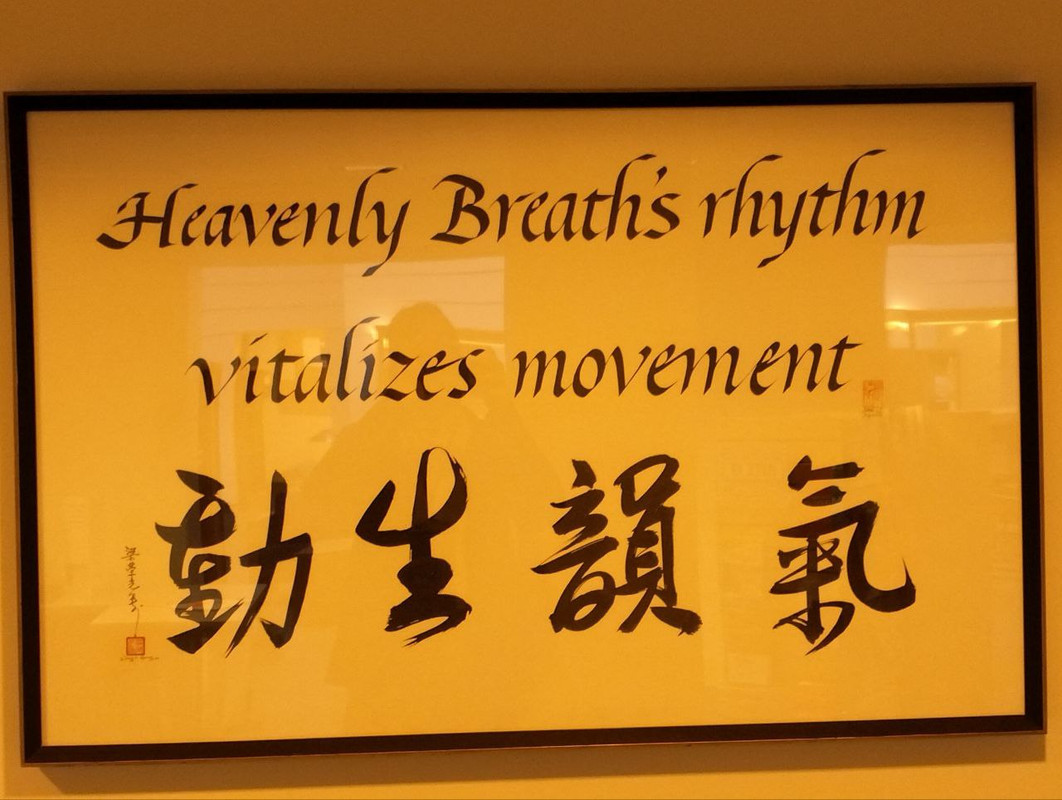 Heavenly Breath's rhythm
vitalizes movement
氣韻生動